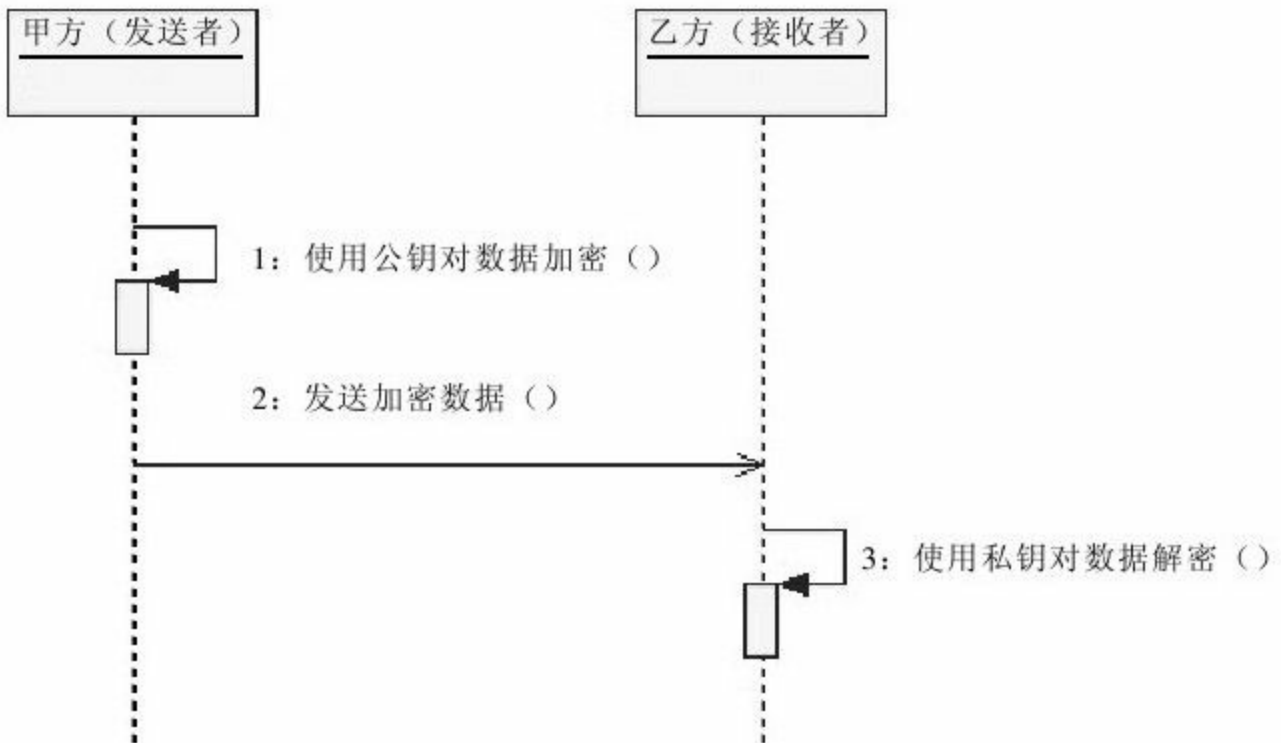 甲方（发送者）
乙方（接收者）
1：使用公钥对数据加密（）
2：发送加密数据（）
3：使用私钥对数据解密（）